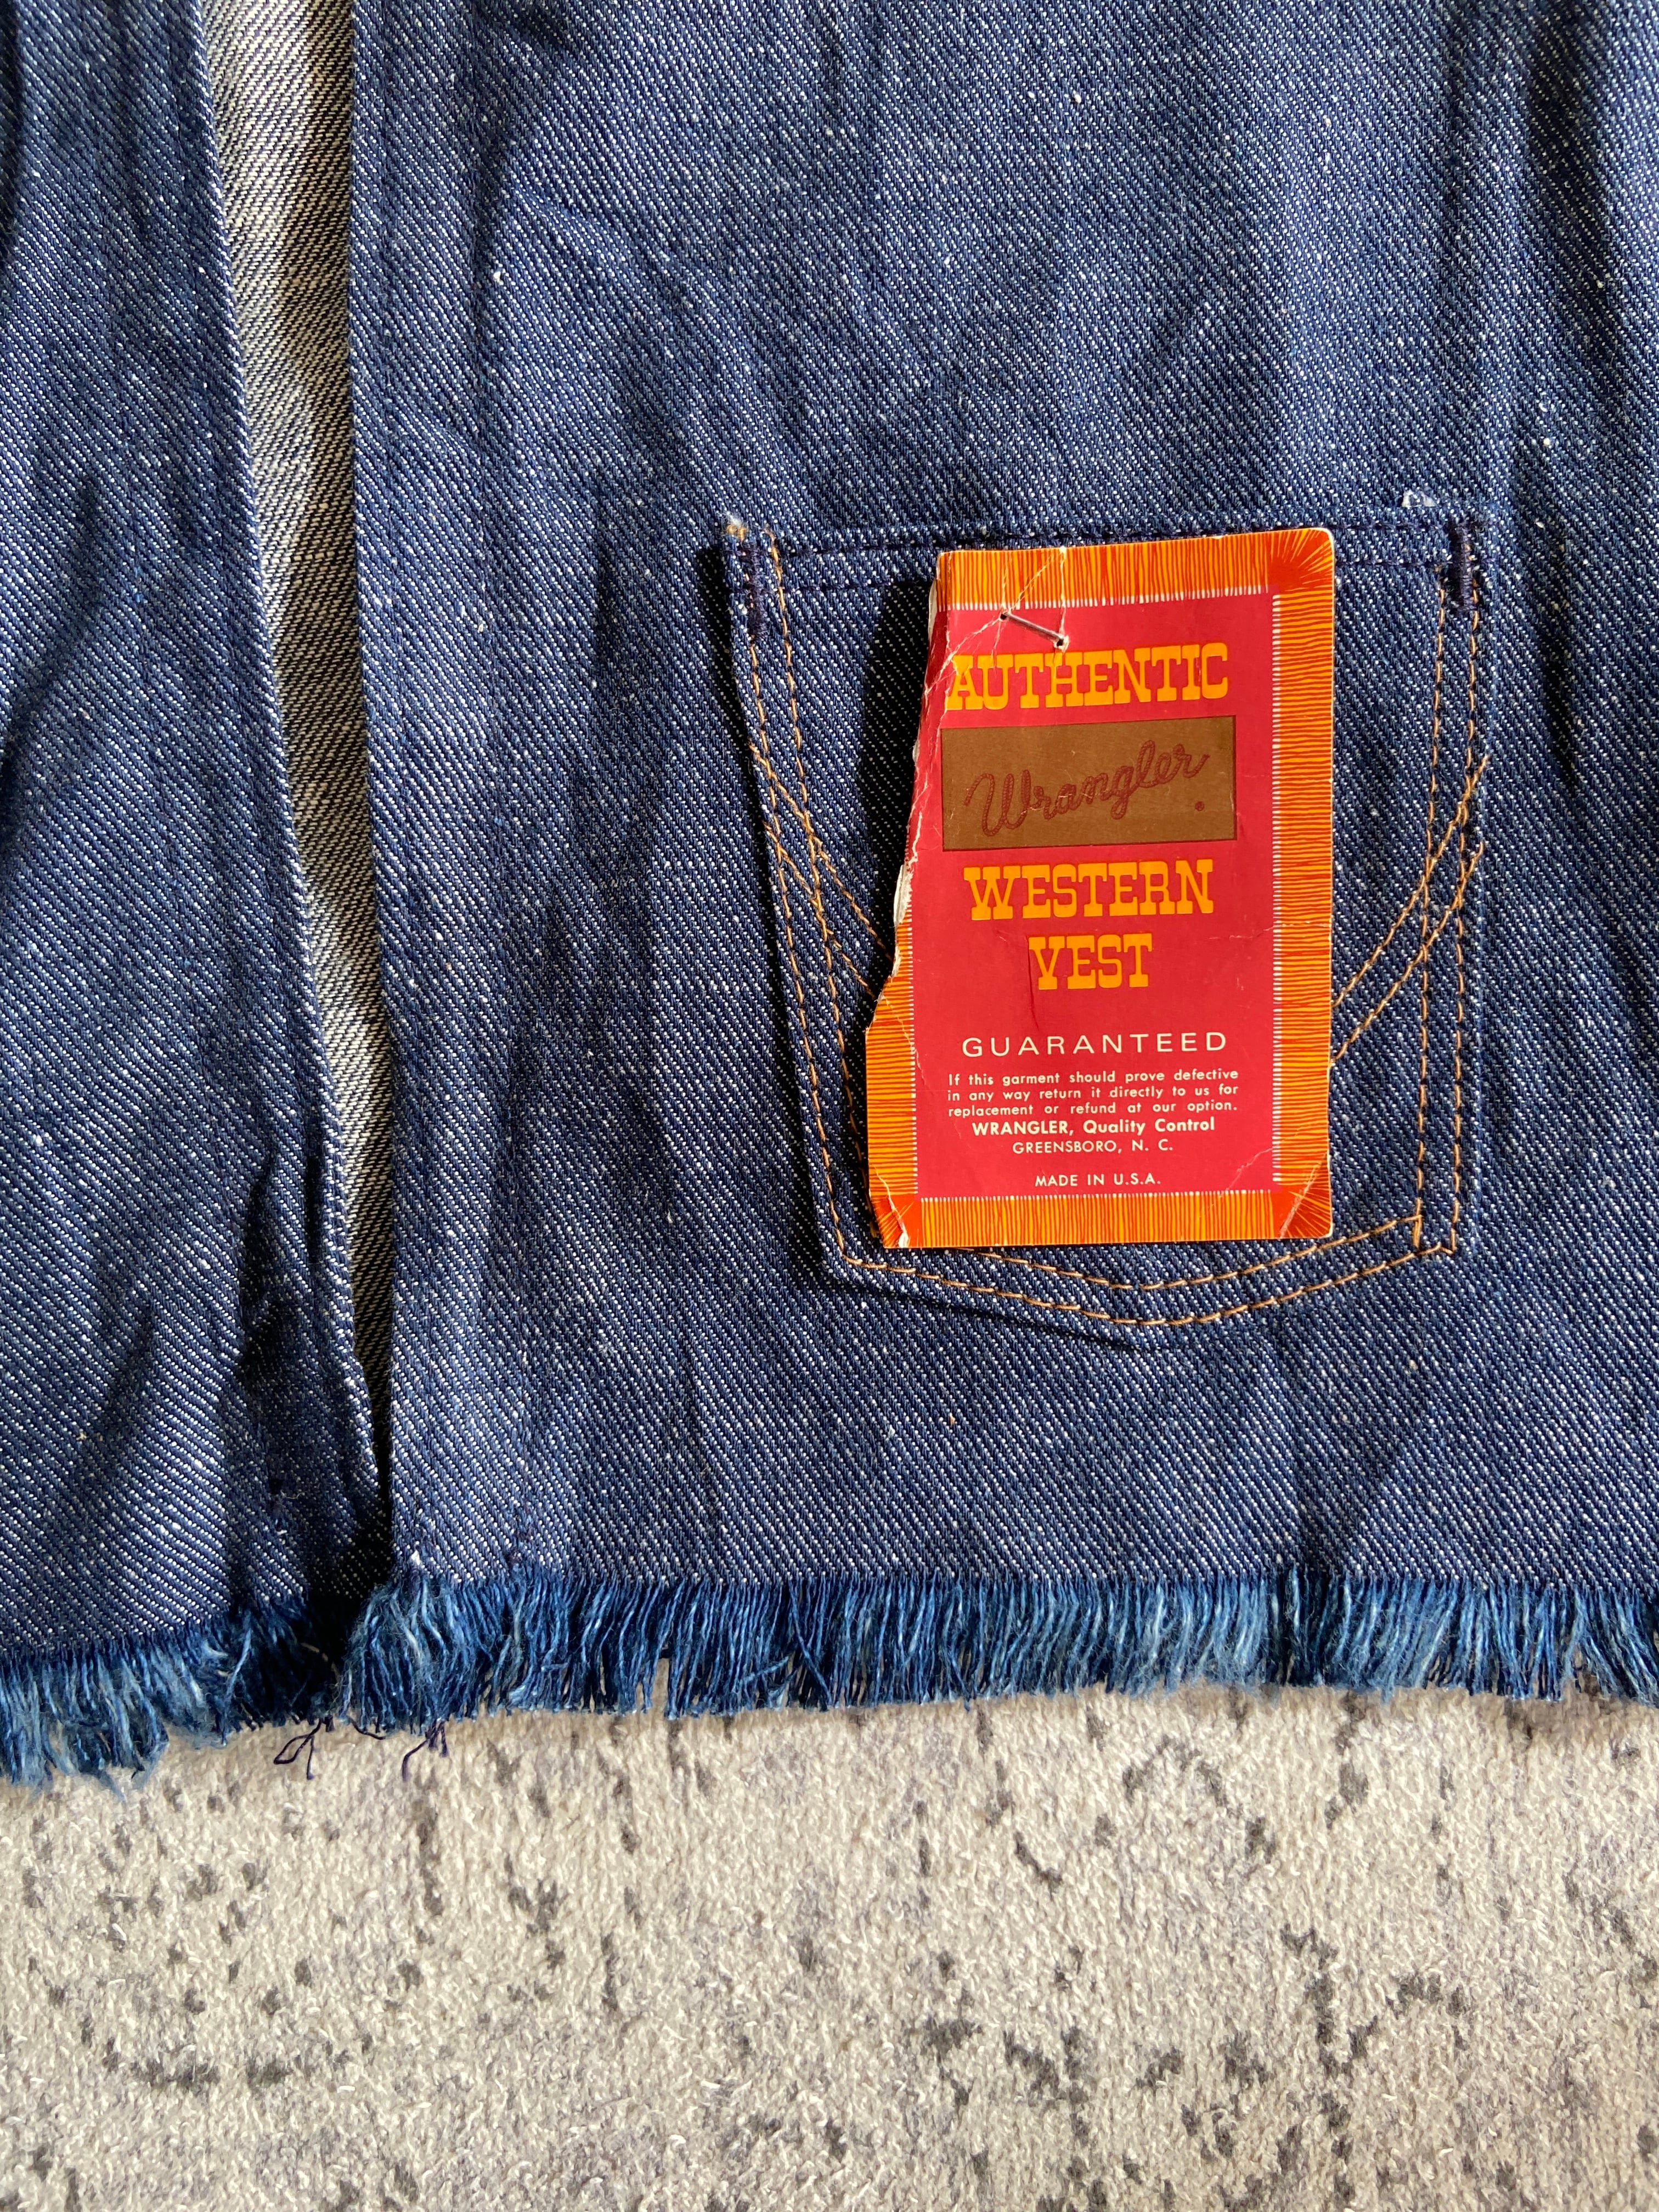 AUTHENTIC
Wrangler.
WESTERN
VEST
GUARANTEED
If this garment should prove defective
in any way return it directly to us for
replacement or refund at our option.
WRANGLER, Quality Control
GREENSBORO, N. C.
MADE IN U.S.A.